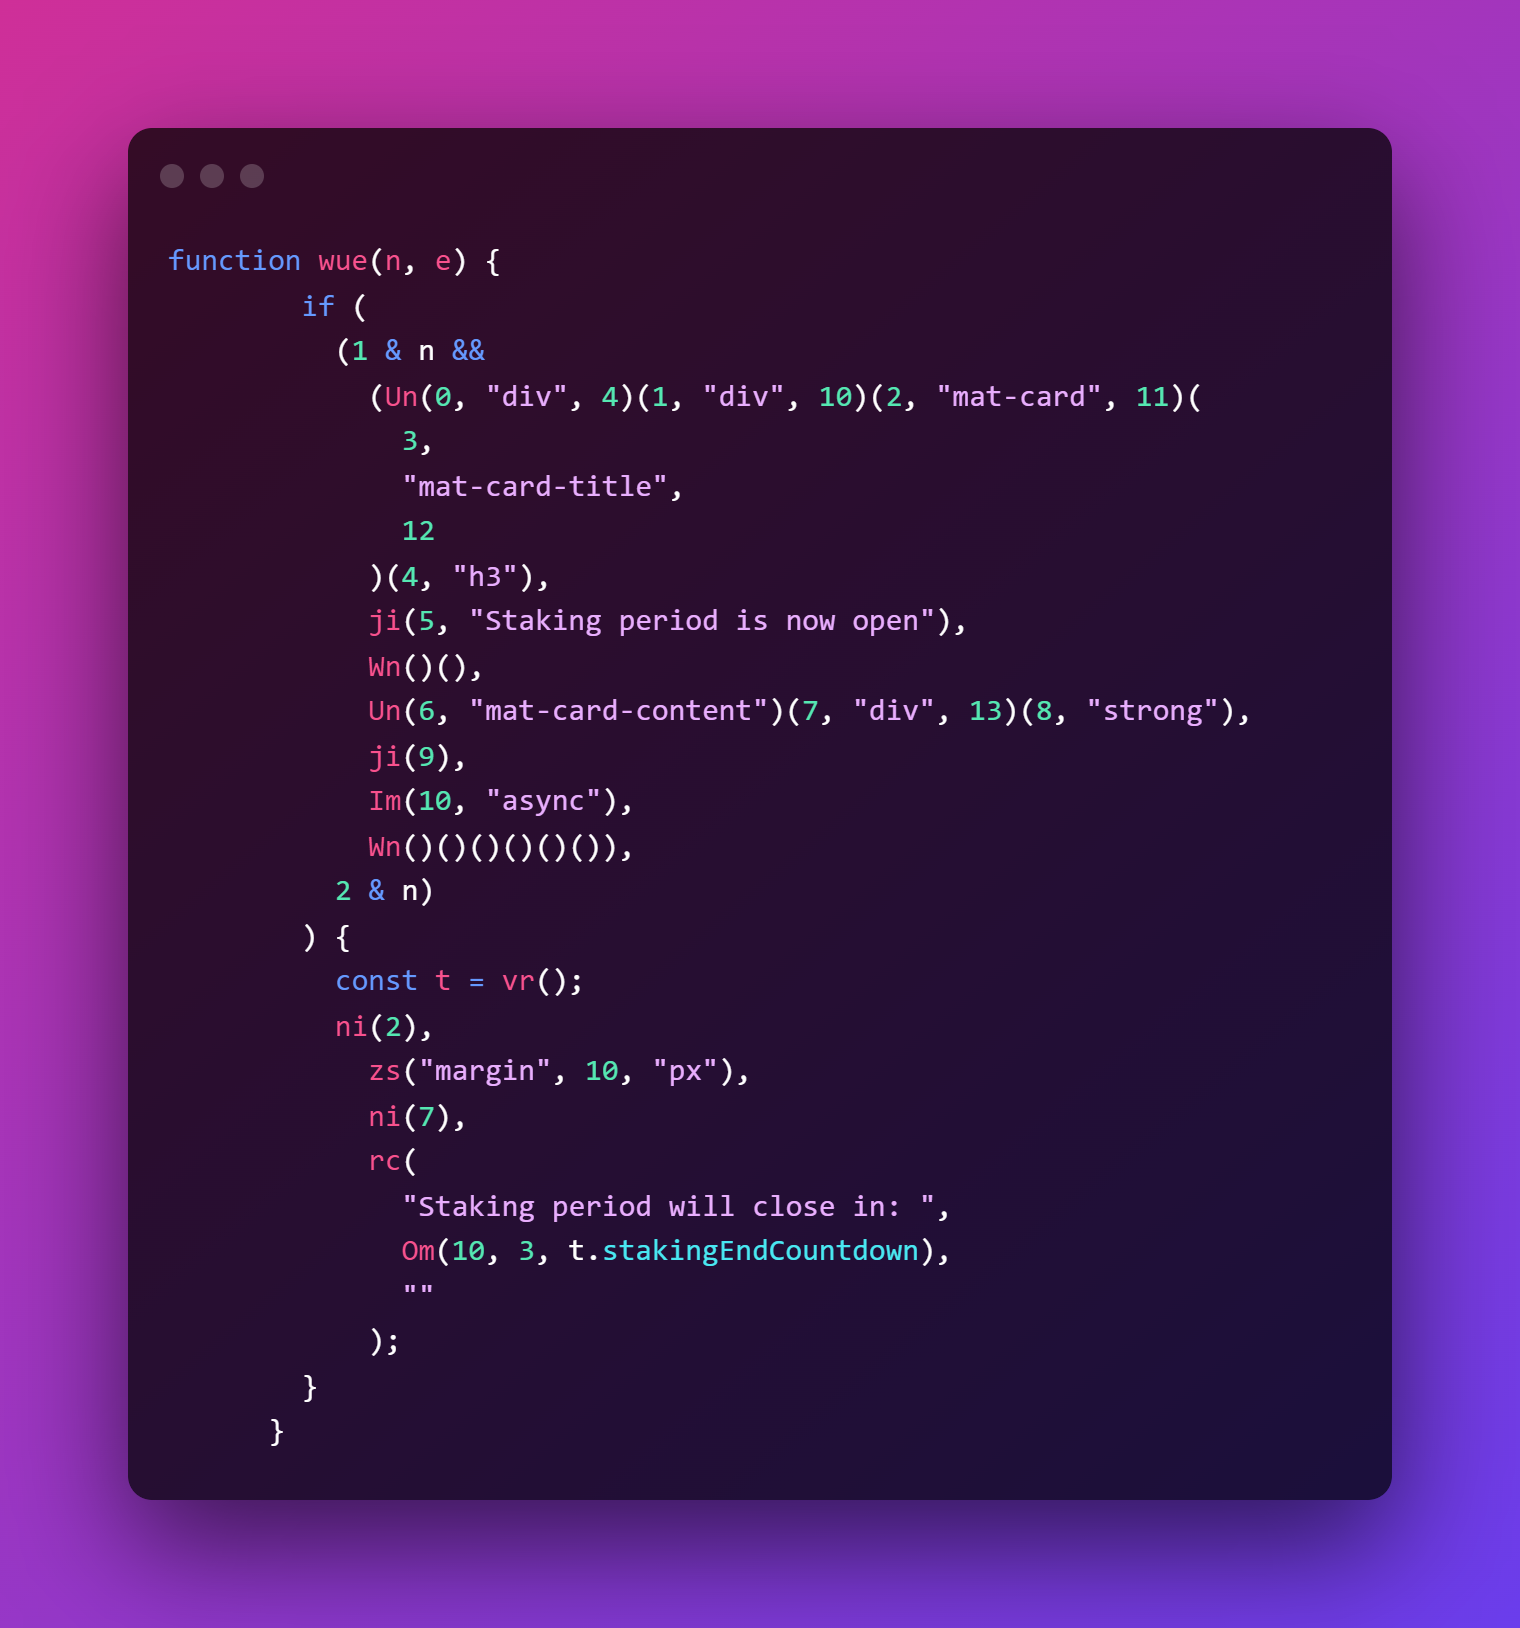 function wue(n, e) {
        if (
          (1 & n &&
            (Un(0, "div", 4)(1, "div", 10)(2, "mat-card", 11)(
              3,
              "mat-card-title",
              12
            )(4, "h3"),
            ji(5, "Staking period is now open"),
            Wn()(),
            Un(6, "mat-card-content")(7, "div", 13)(8, "strong"),
            ji(9),
            Im(10, "async"),
            Wn()()()()()()),
          2 & n)
        ) {
          const t = vr();
          ni(2),
            zs("margin", 10, "px"),
            ni(7),
            rc(
              "Staking period will close in: ",
              Om(10, 3, t.stakingEndCountdown),
              ""
            );
        }
      }